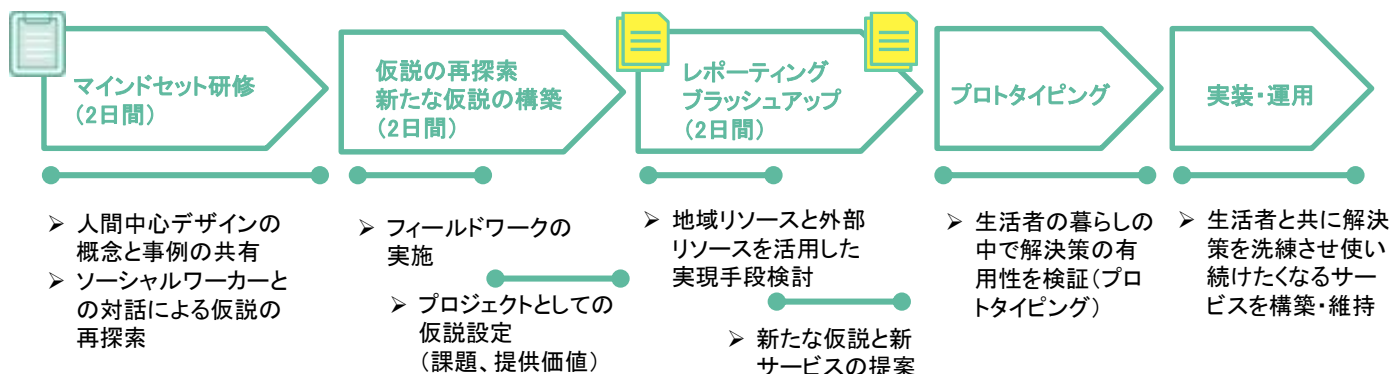 マインドセット研修
（2日間）
仮説の再探索
新たな仮説の構築
（2日間）
レポーティング
ブラッシュアップ
（2日間）
プロトタイピング
実装・運用
➢ 人間中心デザインの
概念と事例の共有
➢ ソーシャルワーカーと
の対話による仮説の
再探索
➢ フィールドワークの
実施
➢ プロジェクトとしての
仮説設定
（課題、提供価値）
➢ 地域リソースと外部
リソースを活用した
実現手段検討
➢ 新たな仮説と新
サービスの提案
➢ 生活者の暮らしの
中で解決策の有
用性を検証（プロ
トタイピング）
➢ 生活者と共に解決
策を洗練させ使い
続けたくなるサー
ビスを構築・維持